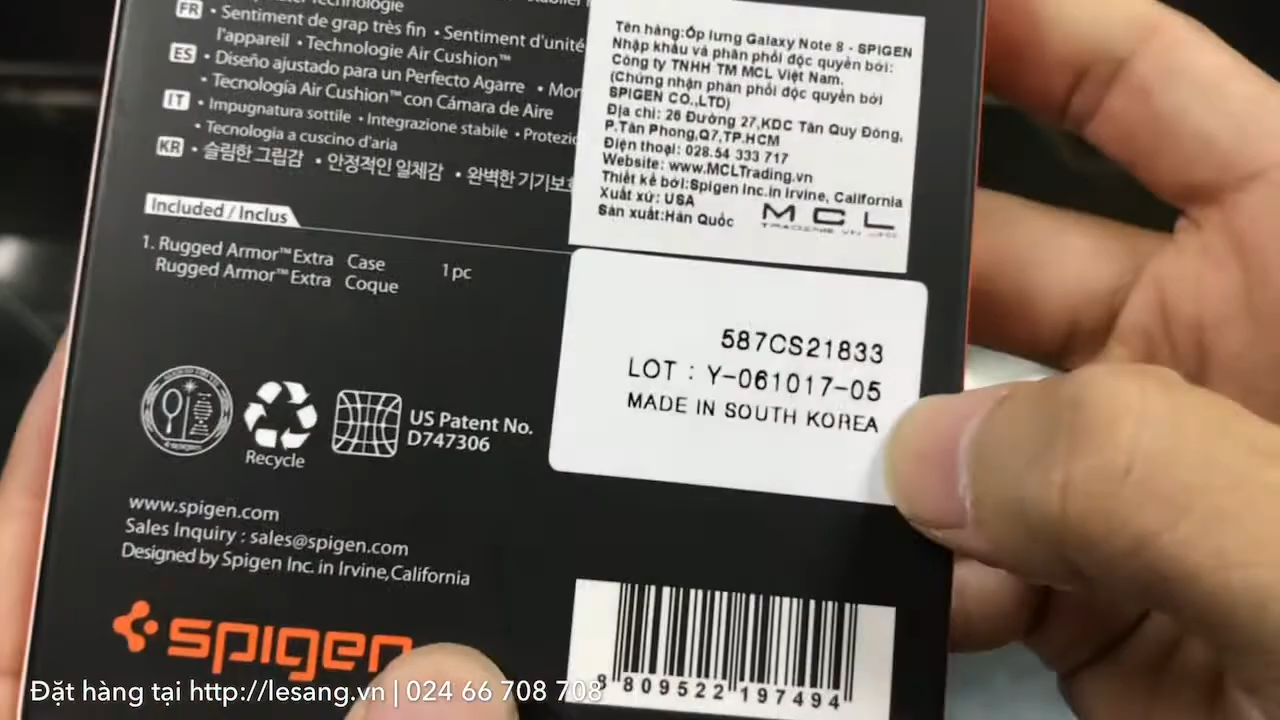 Technologie
FR • Sentiment de grap très fin • Sentiment d'unité
l'appareil • Technologie Air Cushion™
ES • Diseño ajustado para un Perfecto Agarre • Mor
• Tecnología Air Cushion™ con Cámara de Aire
IT • Impugnatura sottile • Integrazione stabile • Protezic
• Tecnologia a cuscino d'aria
KR • 슬림한 그립감 • 안정적인 일체감 • 완벽한 기기보호
Included / Inclus
1. Rugged Armor™ Extra Case 1pc
Rugged Armor™ Extra Coque
Tên hàng:Ốp lưng Galaxy Note 8 - SPIGEN
Nhập khẩu và phân phối độc quyền bởi:
Công ty TNHH TM MCL Việt Nam.
(Chứng nhận phân phối độc quyền bởi
SPIGEN CO.,LTD)
Địa chỉ: 26 Đường 27,KDC Tân Quy Đông,
P.Tân Phong,Q7,TP.HCM
Điện thoại: 028.54 333 717
Website: www.MCLTrading.vn
Thiết kế bởi:Spigen Inc.in Irvine, California
Xuất xứ: USA
Sản xuất:Hàn Quốc
MCL
587CS21833
LOT : Y-061017-05
MADE IN SOUTH KOREA
Recycle
US Patent No.
D747306
www.spigen.com
Sales Inquiry : sales@spigen.com
Designed by Spigen Inc. in Irvine,California
spigen
8 809522 197494
Đặt hàng tại http://lesang.vn | 024 66 708 708